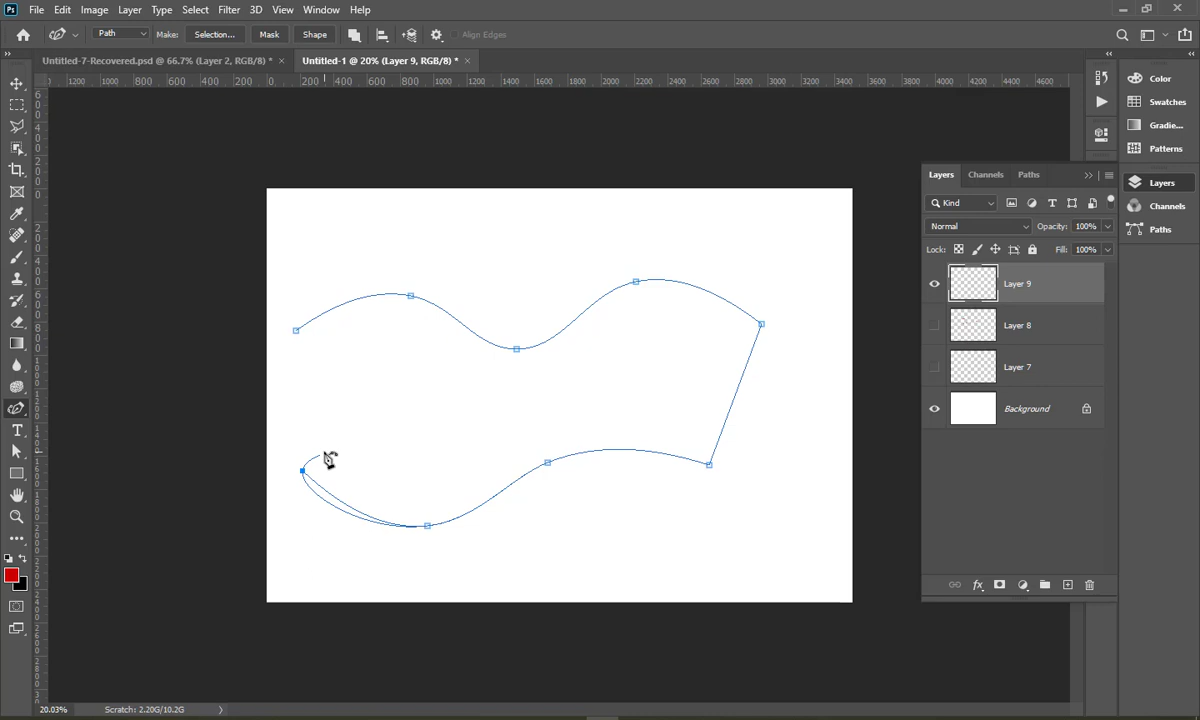 Ps File Edit Image Layer Type Select Filter 3D View Window Help
Path Make: Selection... Mask Shape Align Edges
Untitled-7-Recovered.psd @ 66.7% (Layer 2, RGB/8) * × Untitled-1 @ 20% (Layer 9, RGB/8) * ×
1200 1000 800 600 400 200 0 200 400 600 800 1000 1200 1400 1600 1800 2000 2200 2400 2600 2800 3000 3200 3400 3600 3800 4000 4200 4400 4600
Color
Swatches
Gradie...
Patterns
Layers
Channels
Paths
Layers Channels Paths
Kind
Normal Opacity: 100%
Lock: Fill: 100%
Layer 9
Layer 8
Layer 7
Background
fx
20.03% Scratch: 2.20G/10.2G